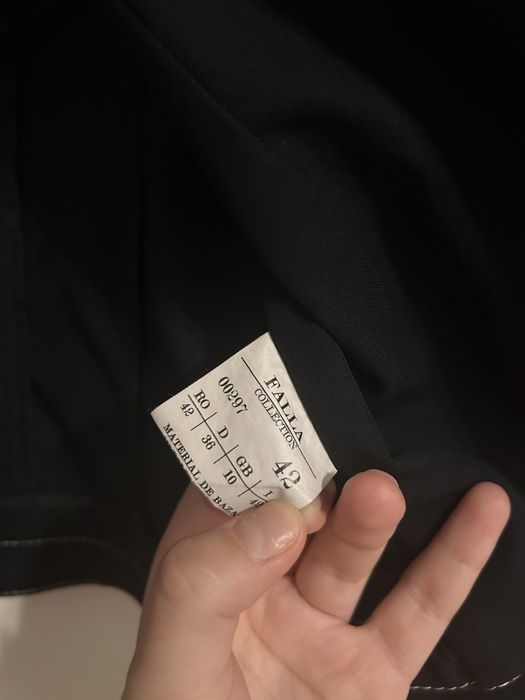 FALLA
COLLECTION
00297 42
RO D GB I
42 36 10
MATERIAL DE